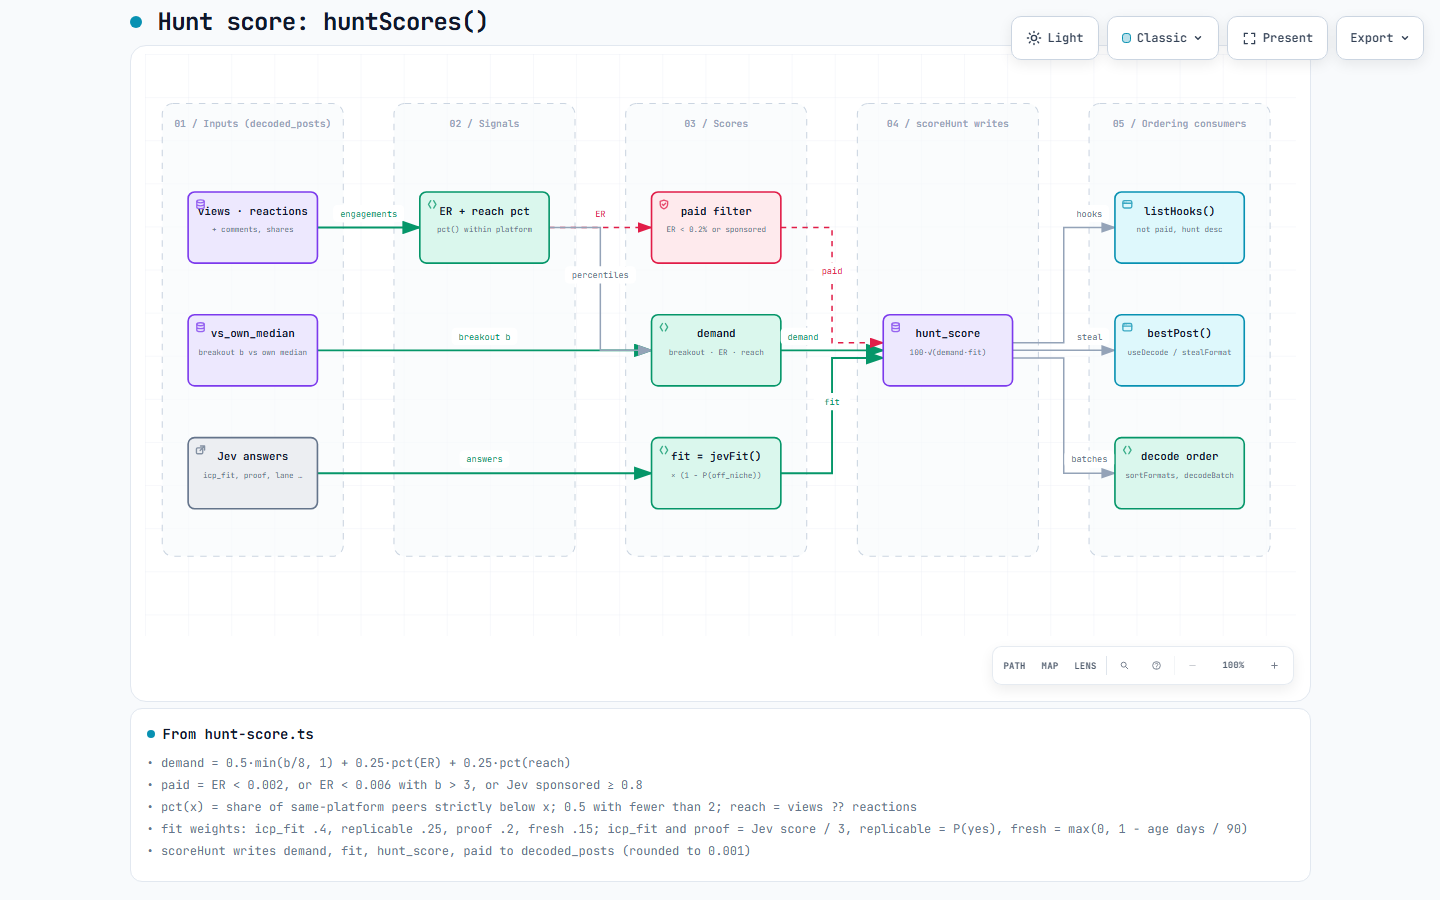 Hunt score: huntScores()
Light
Classic
Present
Export
01 / Inputs (decoded_posts)
02 / Signals
03 / Scores
04 / scoreHunt writes
05 / Ordering consumers
Views · reactions
+ comments, shares
engagements
ER + reach pct
pct() within platform
ER
paid filter
ER < 0.2% or sponsored
hooks
listHooks()
not paid, hunt desc
percentiles
paid
vs_own_median
breakout b vs own median
breakout b
demand
breakout · ER · reach
demand
hunt_score
100·√(demand·fit)
steal
bestPost()
useDecode / stealFormat
fit
Jev answers
icp_fit, proof, lane …
answers
fit = jevFit()
× (1 - P(off_niche))
batches
decode order
sortFormats, decodeBatch
PATH
MAP
LENS
100%
From hunt-score.ts
• demand = 0.5·min(b/8, 1) + 0.25·pct(ER) + 0.25·pct(reach)
• paid = ER < 0.002, or ER < 0.006 with b > 3, or Jev sponsored ≥ 0.8
• pct(x) = share of same-platform peers strictly below x; 0.5 with fewer than 2; reach = views ?? reactions
• fit weights: icp_fit .4, replicable .25, proof .2, fresh .15; icp_fit and proof = Jev score / 3, replicable = P(yes), fresh = max(0, 1 - age days / 90)
• scoreHunt writes demand, fit, hunt_score, paid to decoded_posts (rounded to 0.001)